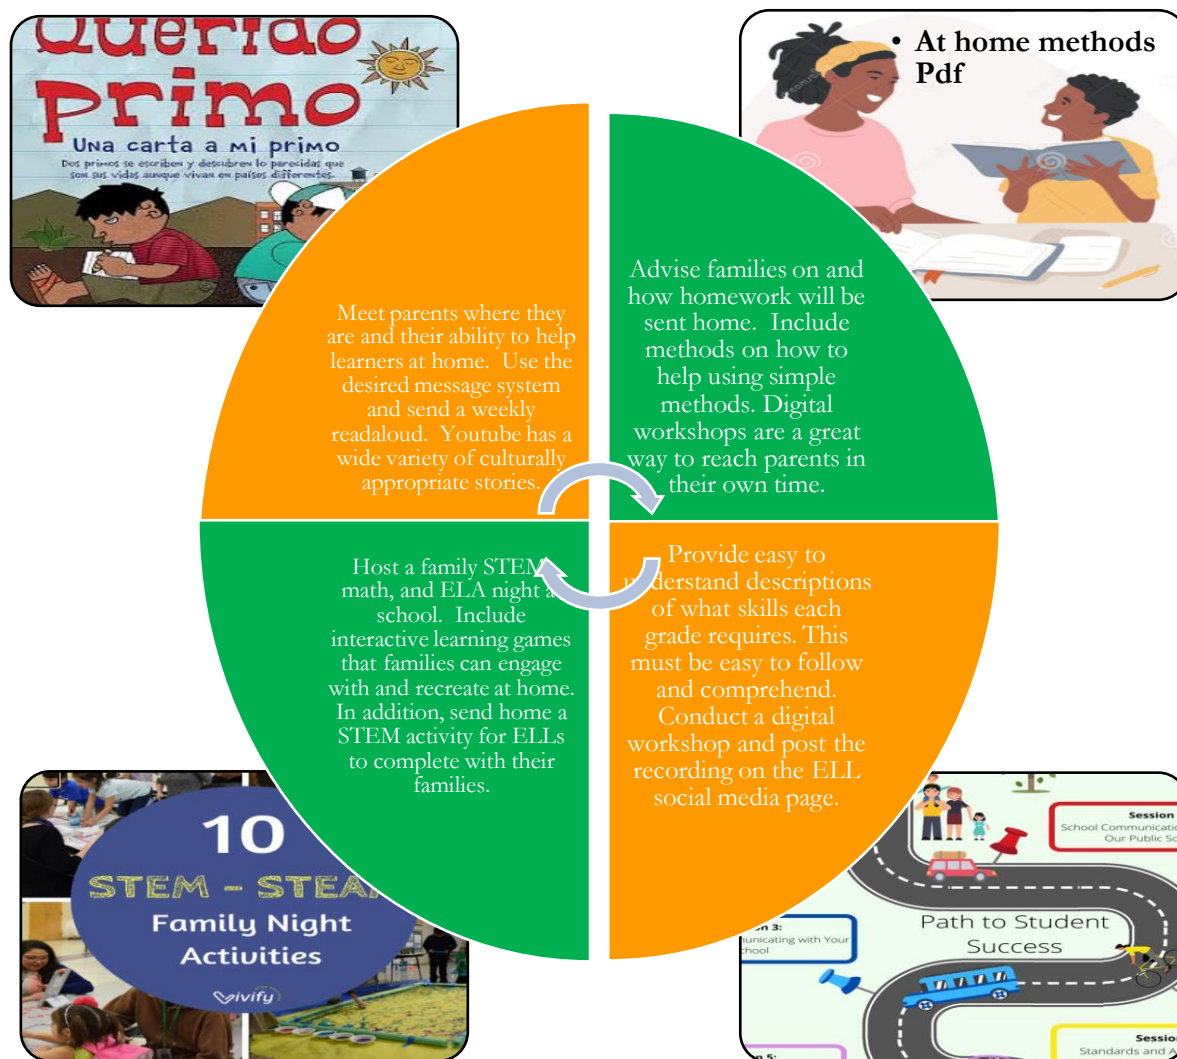 Querido
primo
Una carta a mi primo
Dos primos se escriben y descubren lo parecidas que
son sus vidas aunque vivan en países diferentes.
• At home methods
Pdf
Meet parents where they
are and their ability to help
learners at home. Use the
desired message system
and send a weekly
readaloud. Youtube has a
wide variety of culturally
appropriate stories.
Advise families on and
how homework will be
sent home. Include
methods on how to
help using simple
methods. Digital
workshops are a great
way to reach parents in
their own time.
Host a family STEM,
math, and ELA night a
school. Include
interactive learning games
that families can engage
with and recreate at home.
In addition, send home a
STEM activity for ELLs
to complete with their
families.
Provide easy to
understand descriptions
of what skills each
grade requires. This
must be easy to follow
and comprehend.
Conduct a digital
workshop and post the
recording on the ELL
social media page.
10
STEM - STEA
Family Night
Activities
Vivify
Session
School Communicatio
Our Public Sc
Path to Student
Success
on 3:
unicating with Your
chool
Sessio
Standards and A
n 5: